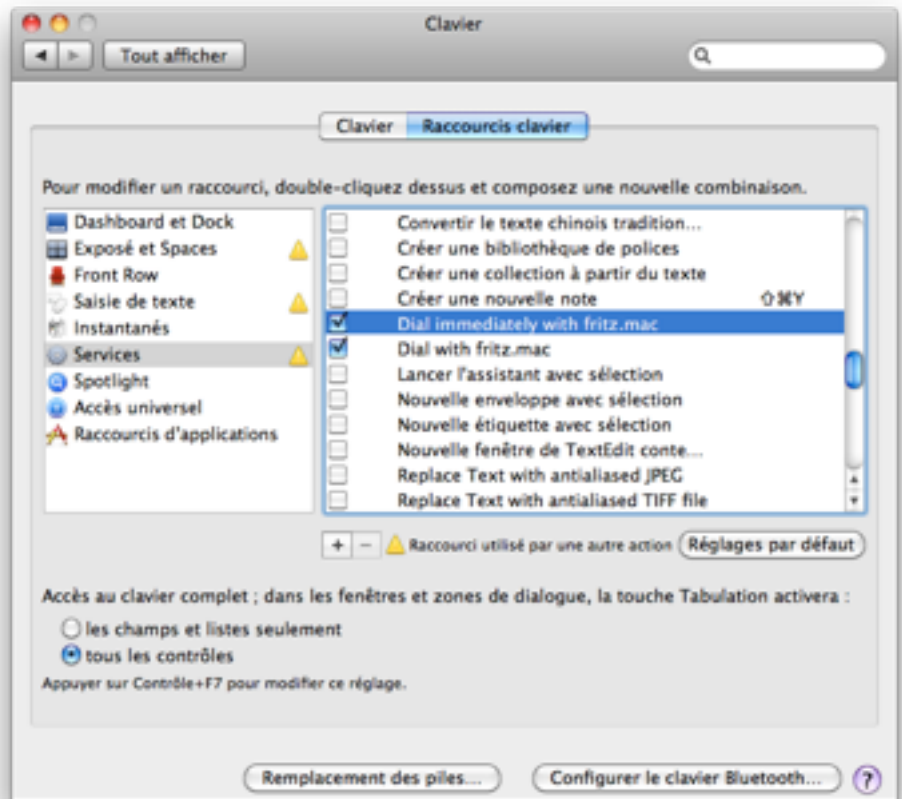 Clavier
Tout afficher
Clavier Raccourcis clavier
Pour modifier un raccourci, double-cliquez dessus et composez une nouvelle combinaison.
Dashboard et Dock
Exposé et Spaces
Front Row
Saisie de texte
Instantanés
Services
Spotlight
Accès universel
Raccourcis d'applications
Convertir le texte chinois tradition...
Créer une bibliothèque de polices
Créer une collection à partir du texte
Créer une nouvelle note ⇧⌘Y
Dial immediately with fritz.mac
Dial with fritz.mac
Lancer l'assistant avec sélection
Nouvelle enveloppe avec sélection
Nouvelle étiquette avec sélection
Nouvelle fenêtre de TextEdit conte...
Replace Text with antialiased JPEG
Replace Text with antialiased TIFF file
+ − Raccourci utilisé par une autre action Réglages par défaut
Accès au clavier complet ; dans les fenêtres et zones de dialogue, la touche Tabulation activera :
les champs et listes seulement
tous les contrôles
Appuyer sur Contrôle+F7 pour modifier ce réglage.
Remplacement des piles... Configurer le clavier Bluetooth... ?